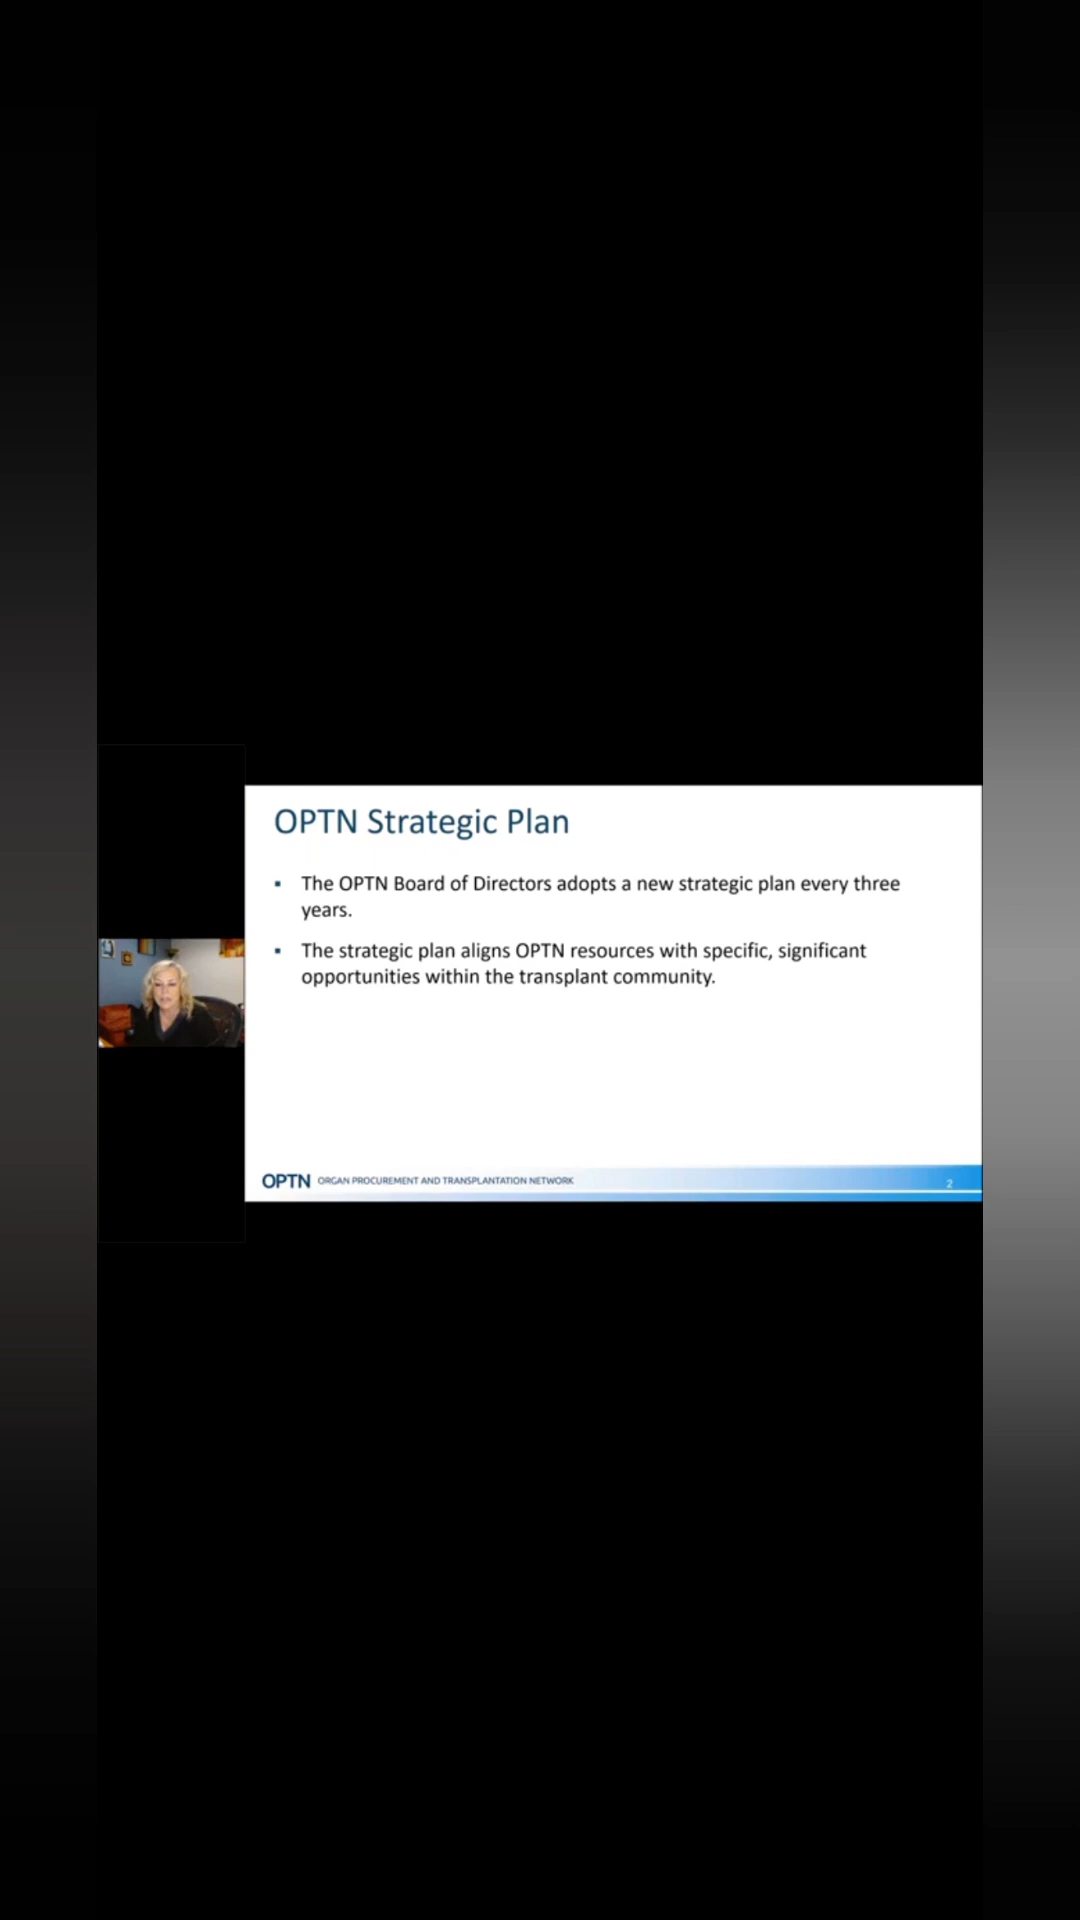 OPTN Strategic Plan
▪ The OPTN Board of Directors adopts a new strategic plan every three
years.
▪ The strategic plan aligns OPTN resources with specific, significant
opportunities within the transplant community.
OPTN ORGAN PROCUREMENT AND TRANSPLANTATION NETWORK
2